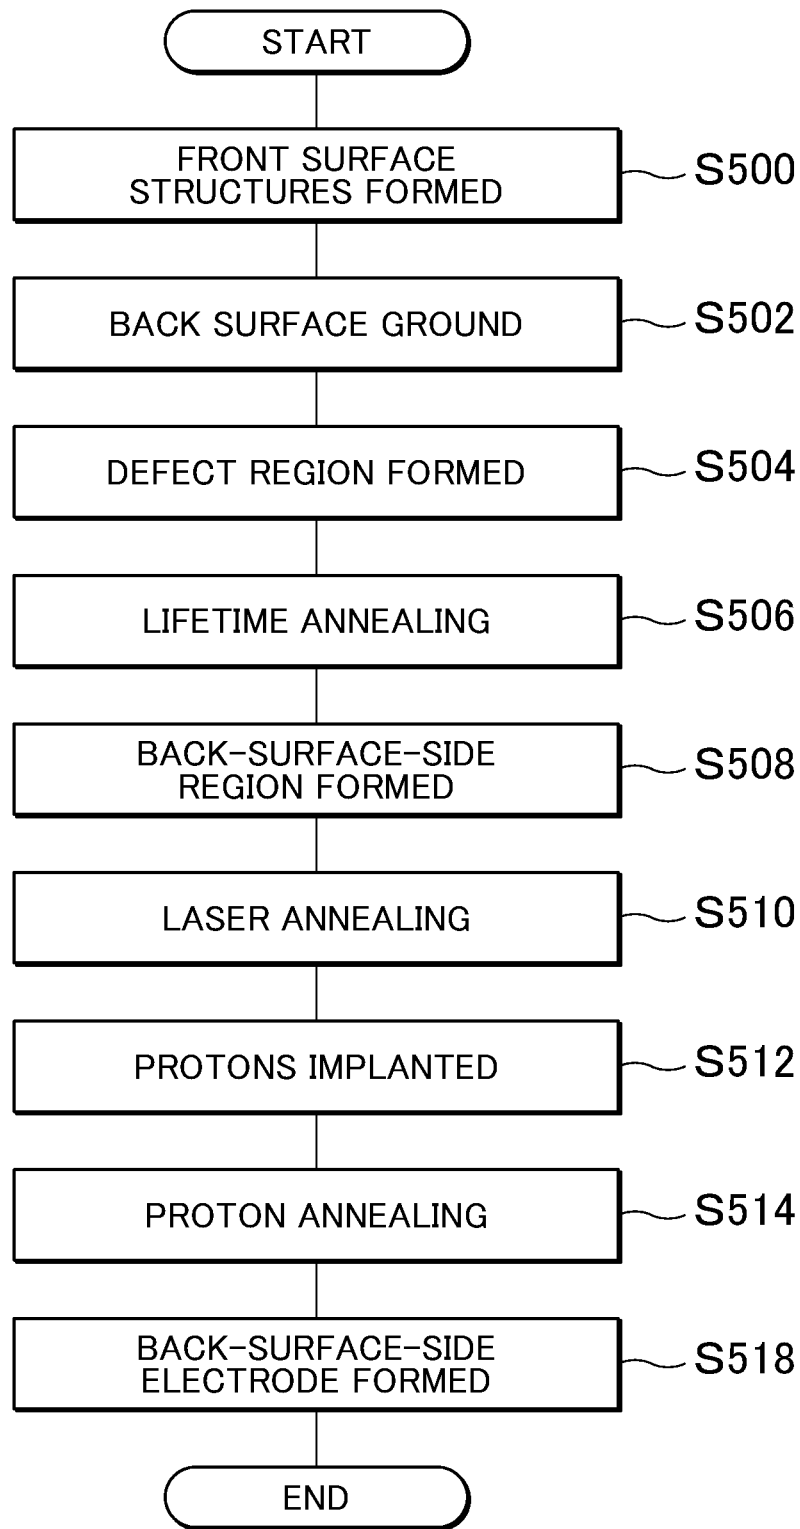 START
FRONT SURFACE
STRUCTURES FORMED
S500
BACK SURFACE GROUND
S502
DEFECT REGION FORMED
S504
LIFETIME ANNEALING
S506
BACK-SURFACE-SIDE
REGION FORMED
S508
LASER ANNEALING
S510
PROTONS IMPLANTED
S512
PROTON ANNEALING
S514
BACK-SURFACE-SIDE
ELECTRODE FORMED
S518
END